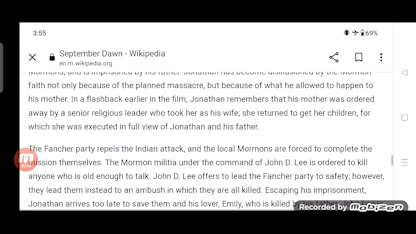 3:55
69%
September Dawn - Wikipedia
en.m.wikipedia.org
Mormons, and is imprisoned by his father. Jonathan has become disillusioned by the Mormon
faith not only because of the planned massacre, but because of what he allowed to happen to
his mother. In a flashback earlier in the film, Jonathan remembers that his mother was ordered
away by a senior religious leader who took her as his wife; she returned to get her children, for
which she was executed in full view of Jonathan and his father.
The Fancher party repels the Indian attack, and the local Mormons are forced to complete the
mission themselves. The Mormon militia under the command of John D. Lee is ordered to kill
anyone who is old enough to talk. John D. Lee offers to lead the Fancher party to safety; however,
they lead them instead to an ambush in which they are all killed. Escaping his imprisonment,
Jonathan arrives too late to save them and his lover, Emily, who is killed by
Recorded by Mobizen